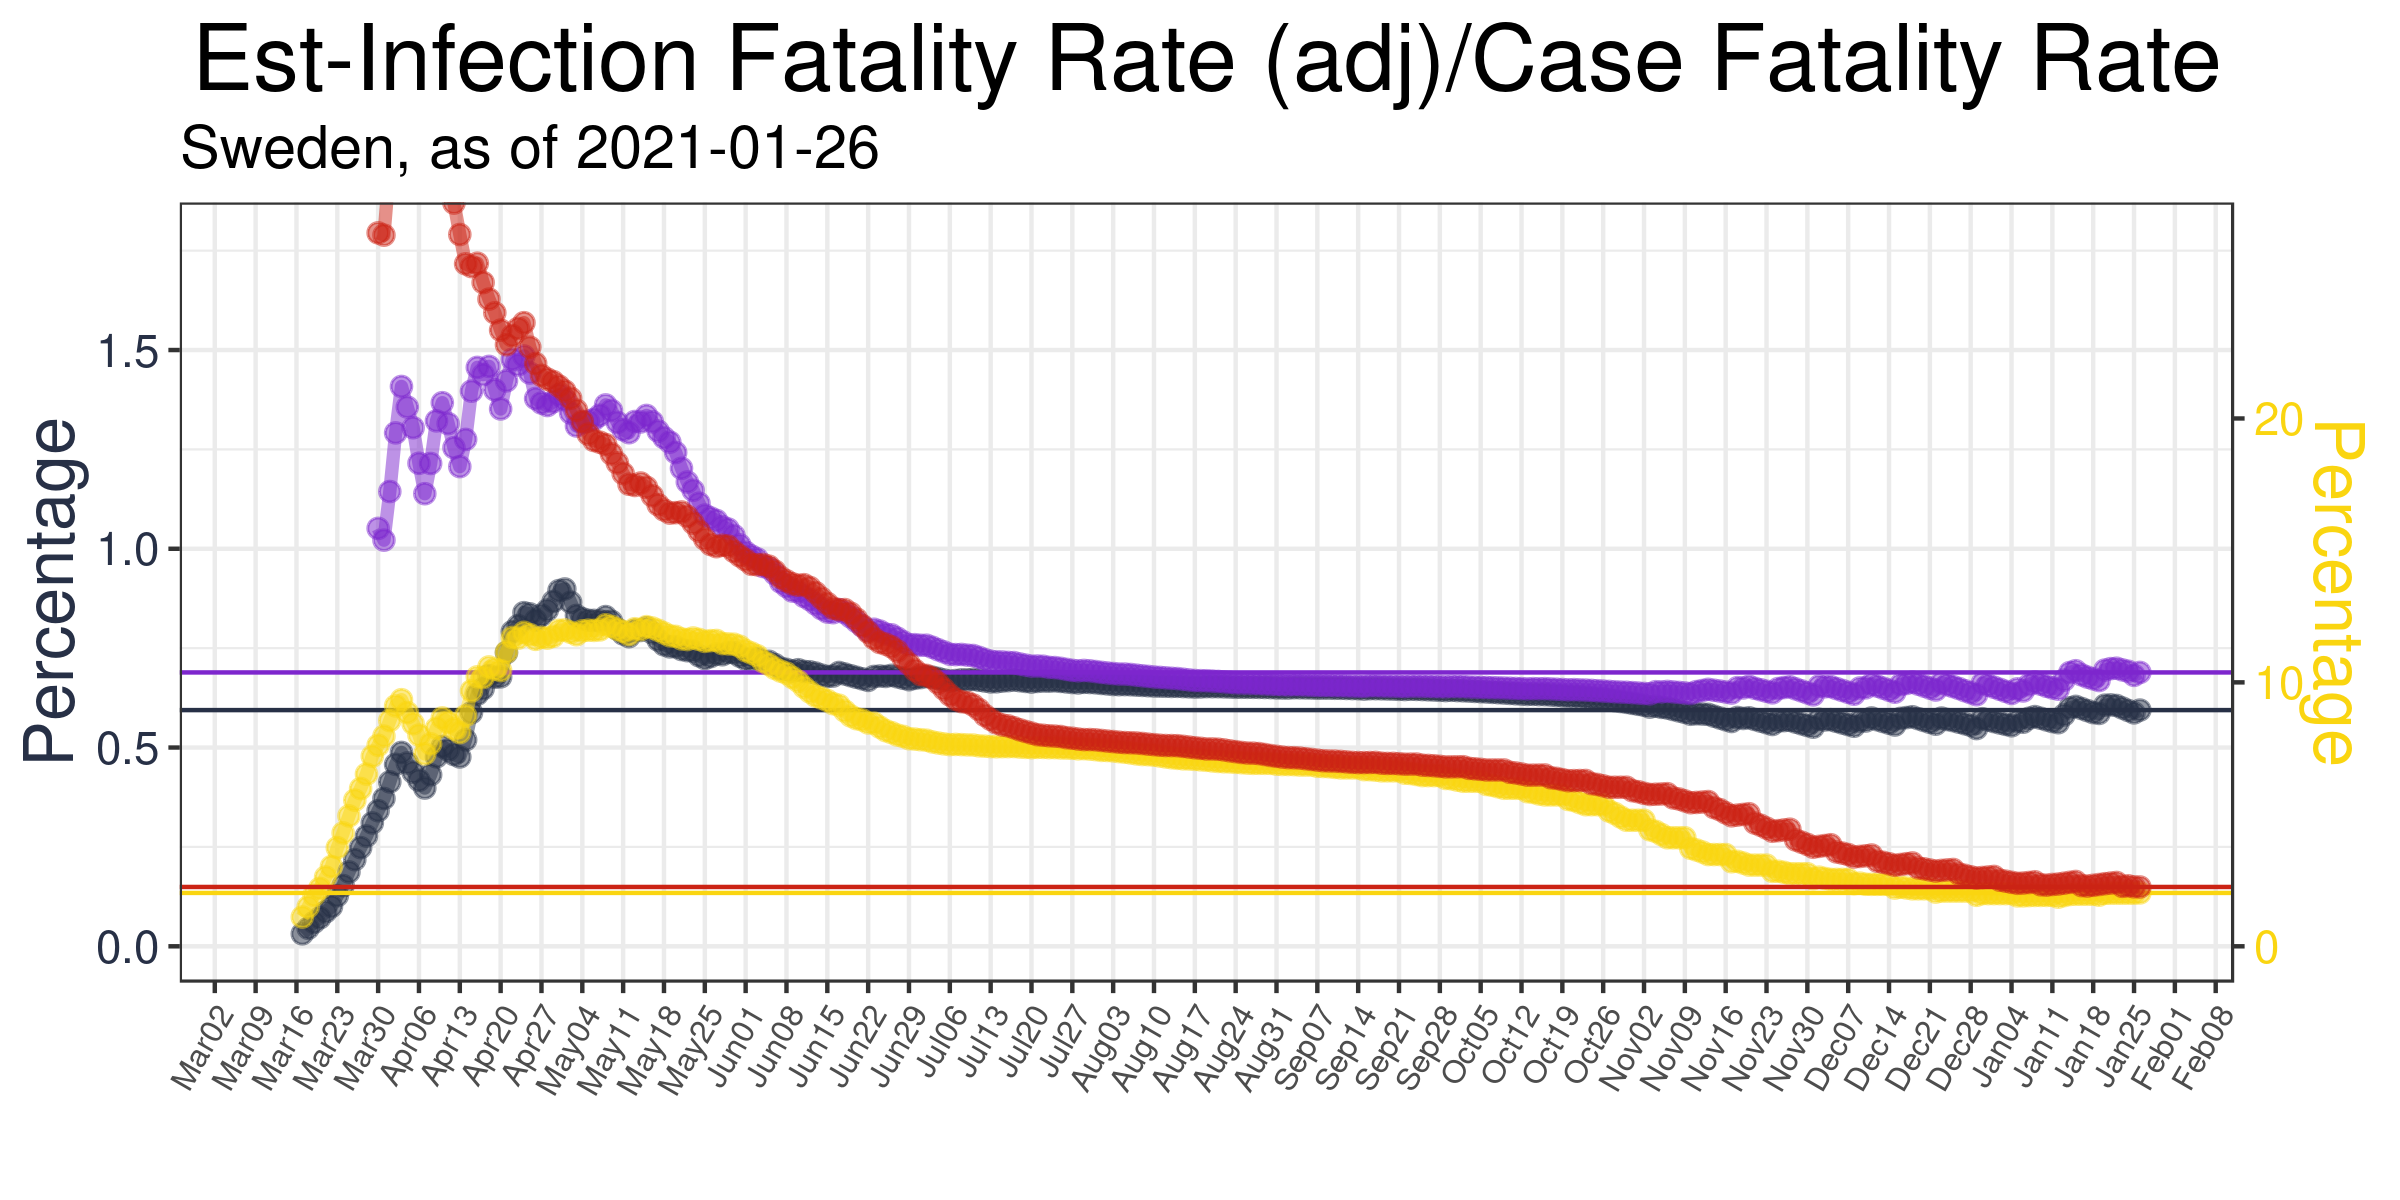 Est-Infection Fatality Rate (adj)/Case Fatality Rate
Sweden, as of 2021-01-26
Percentage
1.5
1.0
0.5
0.0
20
10
0
Percentage
Mar02 Mar09 Mar16 Mar23 Mar30 Apr06 Apr13 Apr20 Apr27 May04 May11 May18 May25 Jun01 Jun08 Jun15 Jun22 Jun29 Jul06 Jul13 Jul20 Jul27 Aug03 Aug10 Aug17 Aug24 Aug31 Sep07 Sep14 Sep21 Sep28 Oct05 Oct12 Oct19 Oct26 Nov02 Nov09 Nov16 Nov23 Nov30 Dec07 Dec14 Dec21 Dec28 Jan04 Jan11 Jan18 Jan25 Feb01 Feb08